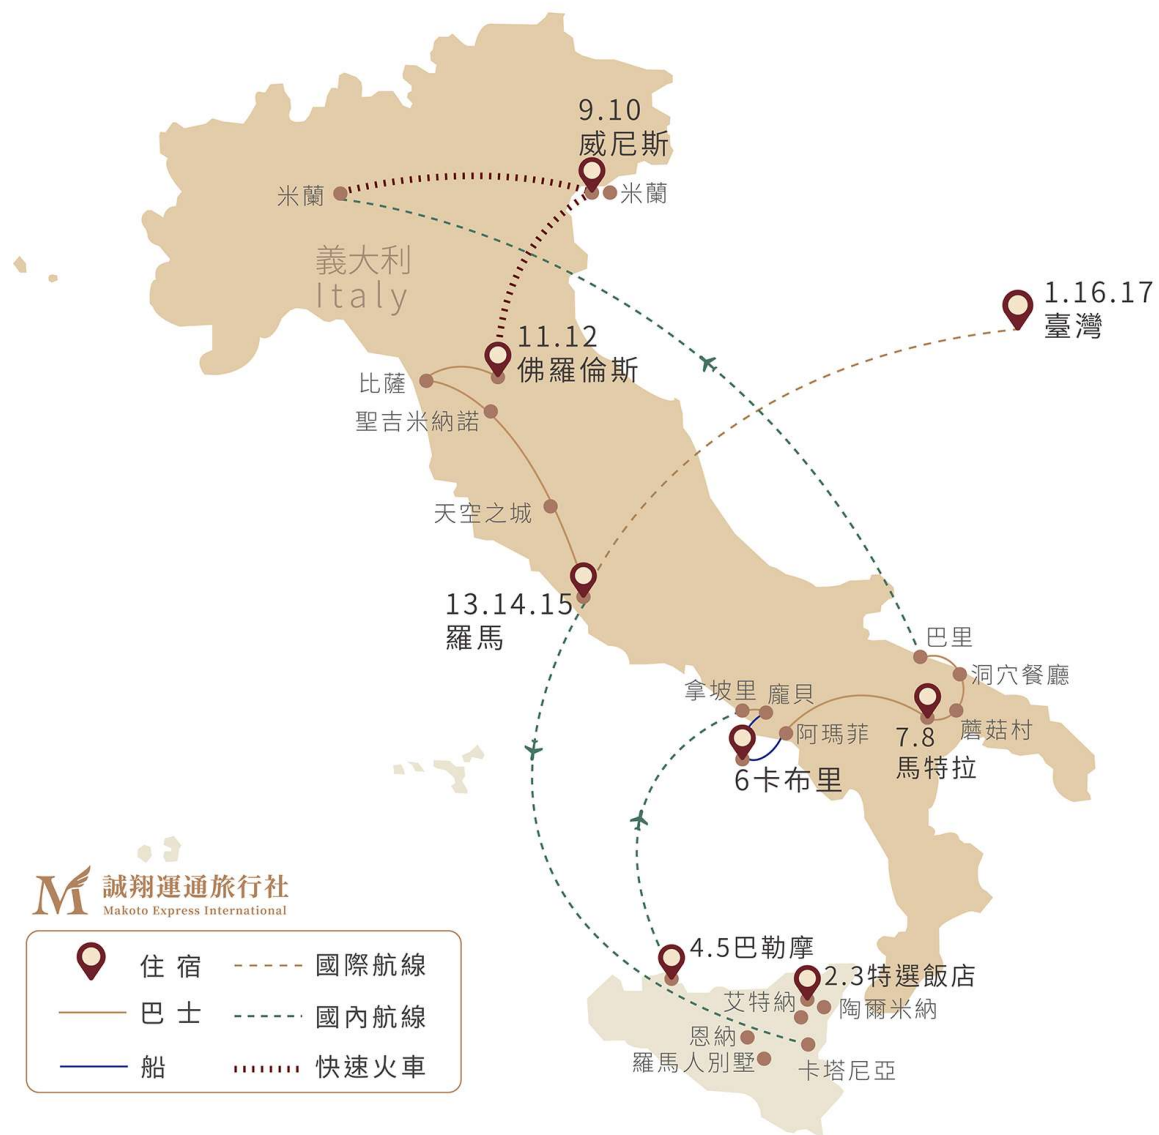 9.10
威尼斯
米蘭
米蘭
義大利
Italy
1.16.17
臺灣
11.12
佛羅倫斯
比薩
聖吉米納諾
天空之城
13.14.15
羅馬
巴里
洞穴餐廳
拿坡里
龐貝
阿瑪菲
蘑菇村
7.8
馬特拉
6卡布里
4.5巴勒摩
2.3特選飯店
艾特納
陶爾米納
恩納
羅馬人別墅
卡塔尼亞
誠翔運通旅行社
Makoto Express International
住宿
國際航線
巴士
國內航線
船
快速火車